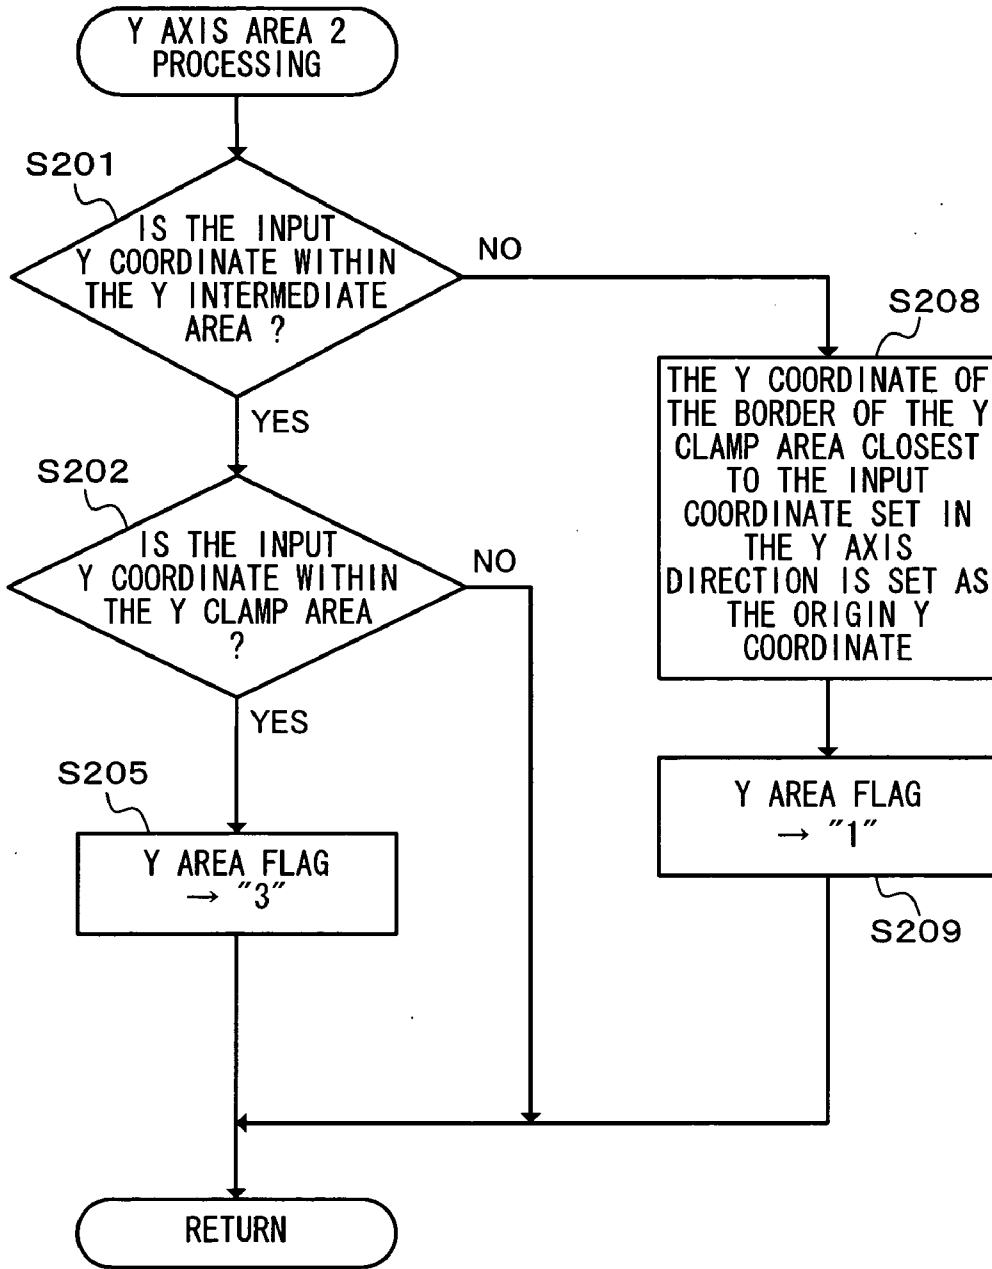 Y AXIS AREA 2
PROCESSING
S201
IS THE INPUT
Y COORDINATE WITHIN
THE Y INTERMEDIATE
AREA ?
NO
YES
S202
IS THE INPUT
Y COORDINATE WITHIN
THE Y CLAMP AREA
?
NO
YES
S205
Y AREA FLAG
→ "3"
S208
THE Y COORDINATE OF
THE BORDER OF THE Y
CLAMP AREA CLOSEST
TO THE INPUT
COORDINATE SET IN
THE Y AXIS
DIRECTION IS SET AS
THE ORIGIN Y
COORDINATE
Y AREA FLAG
→ "1"
S209
RETURN